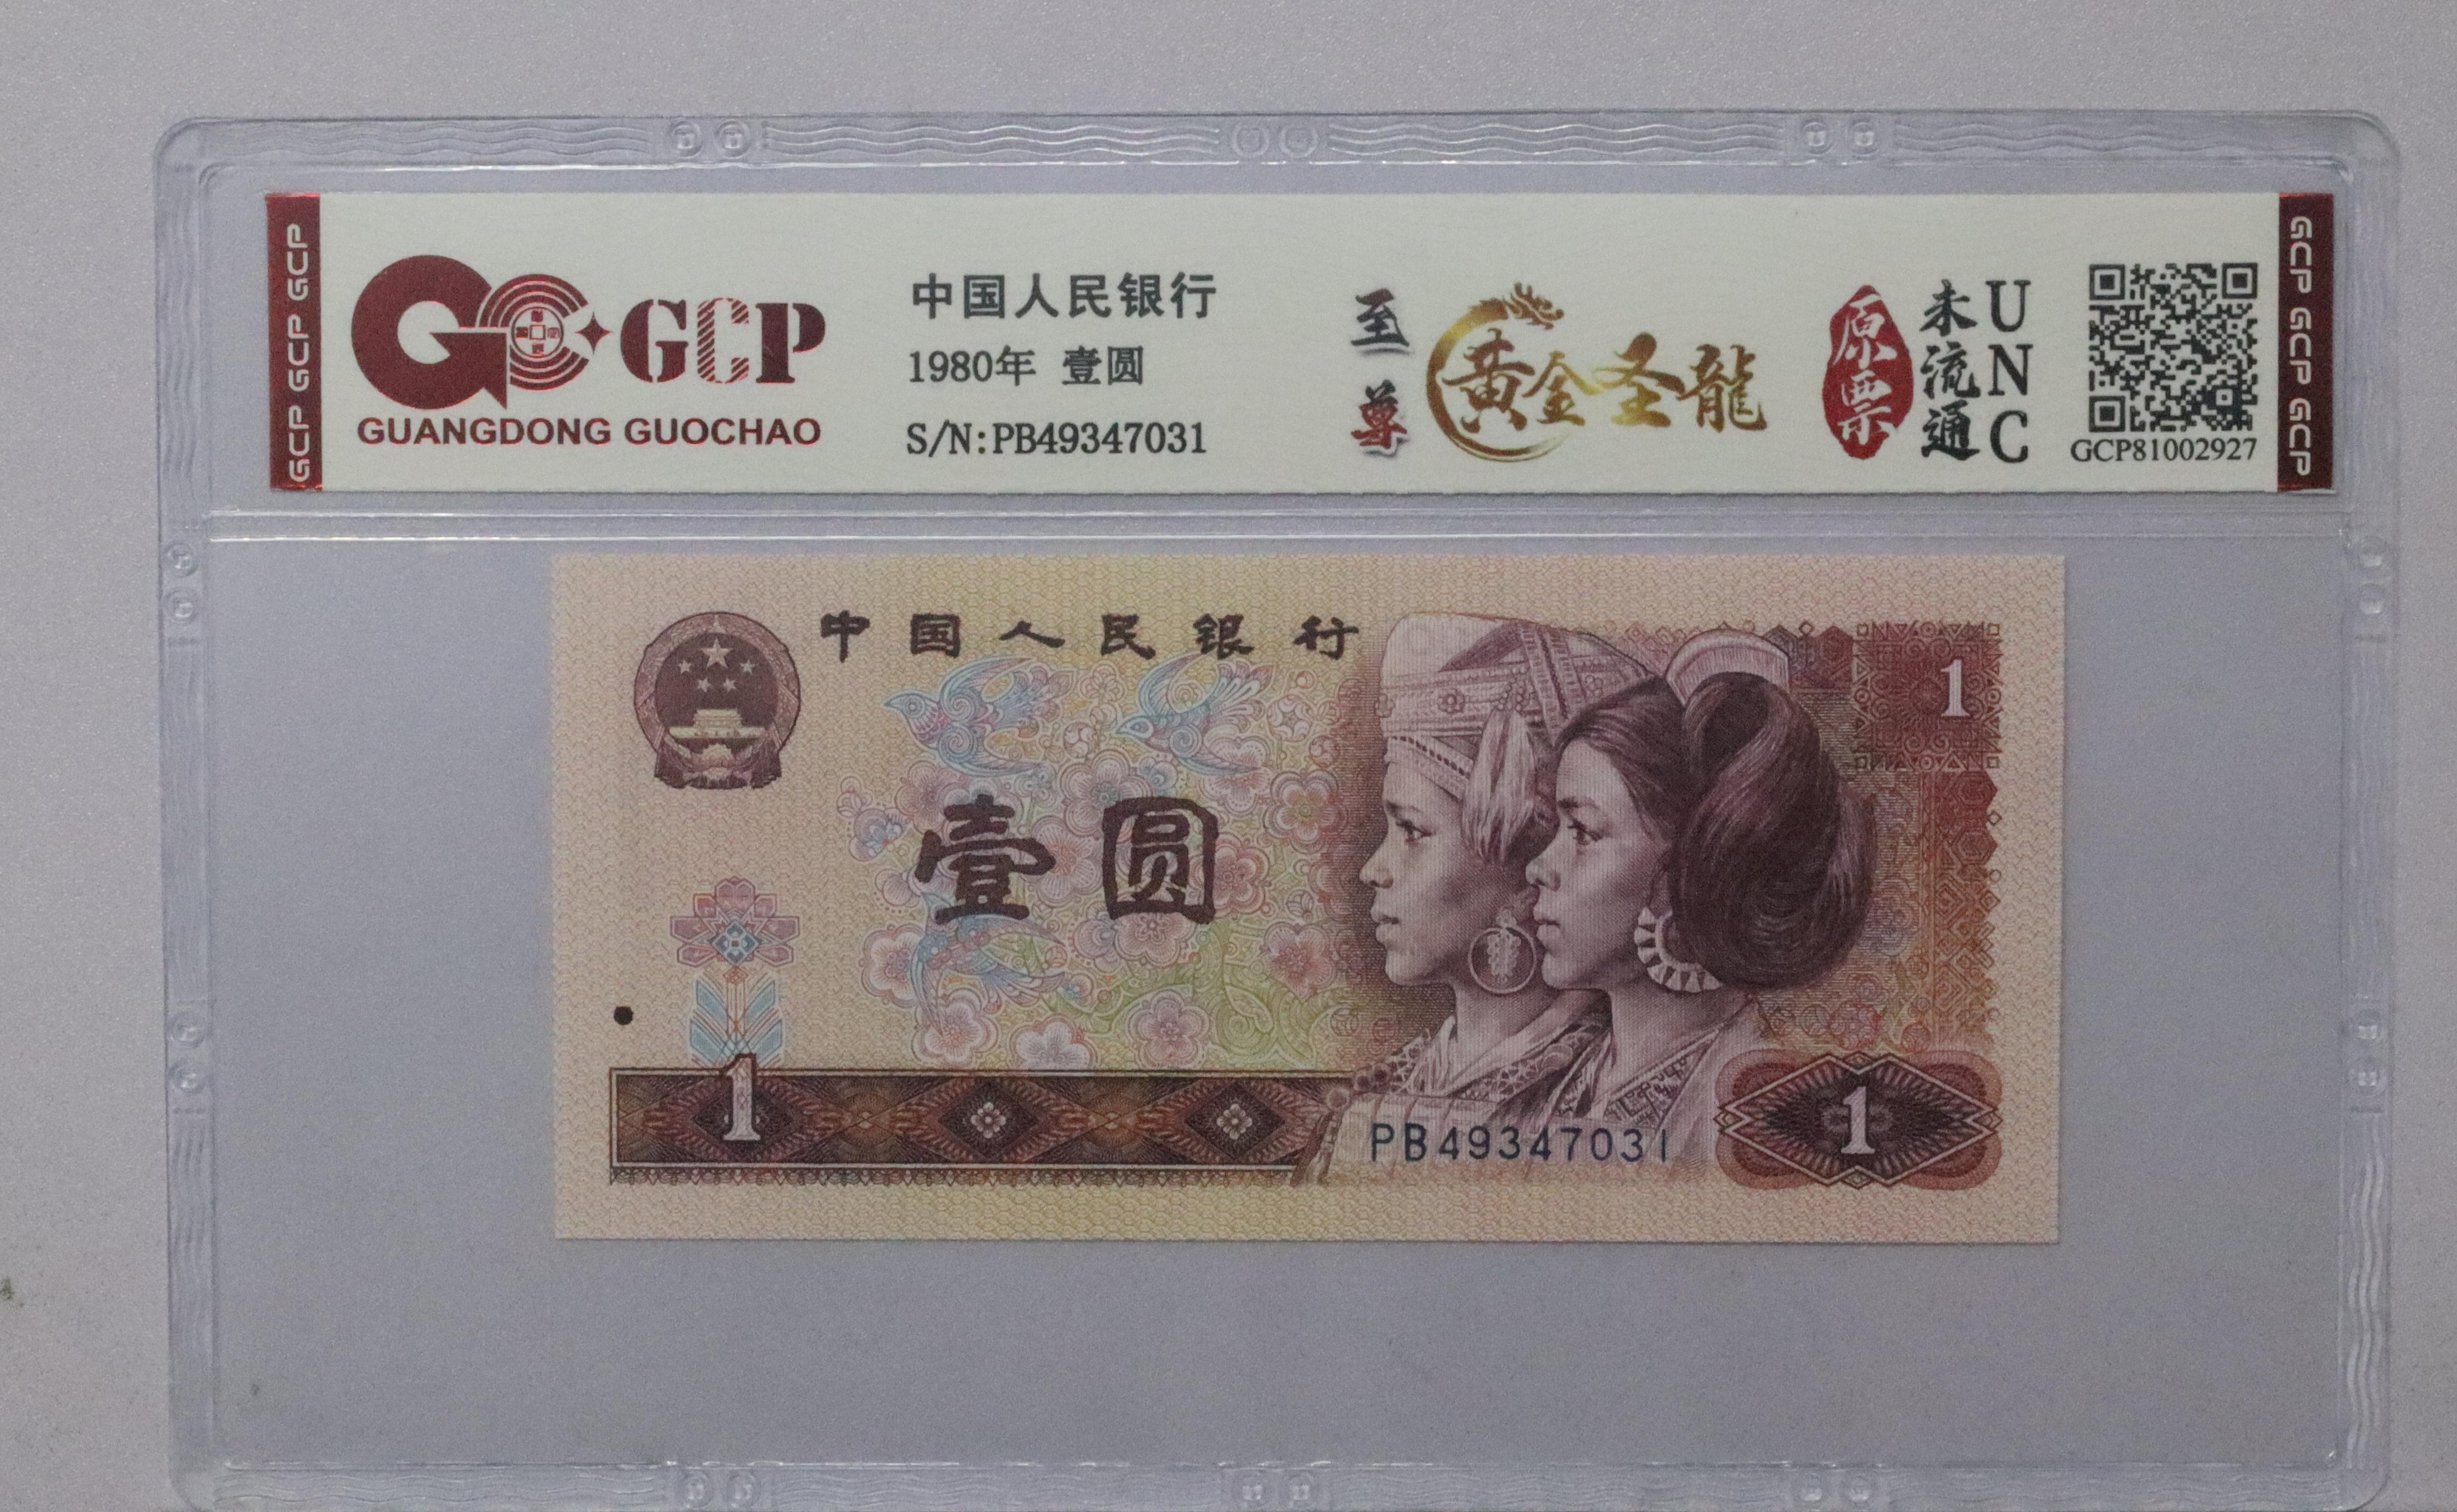 GCP GCP GCP
GCP
GUANGDONG GUOCHAO
中国人民银行
1980年 壹圆
S/N:PB49347031
至尊
黄金圣龍
原票
未流通
UNC
GCP81002927
GCP GCP GCP
中国人民银行
1
壹圆
1
PB49347031
1